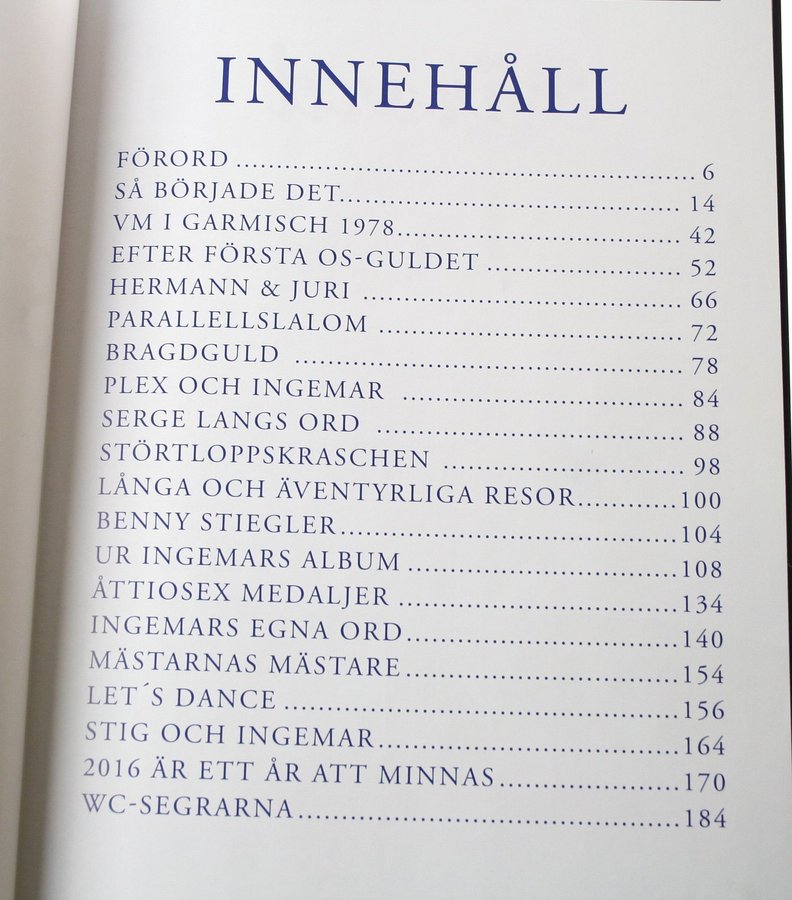 INNEHÅLL
FÖRORD ........................................................ 6
SÅ BÖRJADE DET............................................ 14
VM I GARMISCH 1978................................... 42
EFTER FÖRSTA OS-GULDET ........................ 52
HERMANN & JURI ....................................... 66
PARALLELLSLALOM ..................................... 72
BRAGDGULD ............................................... 78
PLEX OCH INGEMAR .................................. 84
SERGE LANGS ORD ..................................... 88
STÖRTLOPPSKRASCHEN ............................. 98
LÅNGA OCH ÄVENTYRLIGA RESOR............100
BENNY STIEGLER.........................................104
UR INGEMARS ALBUM .................................108
ÅTTIOSEX MEDALJER ..................................134
INGEMARS EGNA ORD.................................140
MÄSTARNAS MÄSTARE..................................154
LET´S DANCE ................................................156
STIG OCH INGEMAR.....................................164
2016 ÄR ETT ÅR ATT MINNAS......................170
WC-SEGRARNA..............................................184